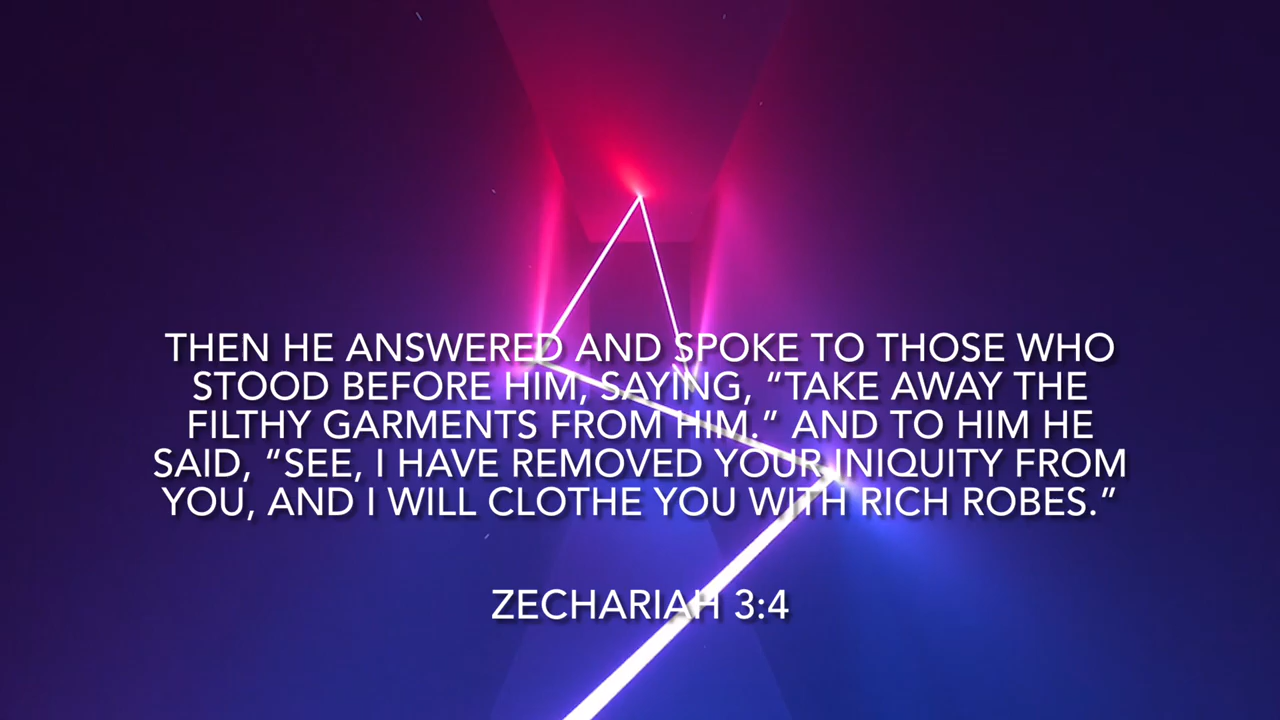 THEN HE ANSWERED AND SPOKE TO THOSE WHO
STOOD BEFORE HIM, SAYING, “TAKE AWAY THE
FILTHY GARMENTS FROM HIM.” AND TO HIM HE
SAID, “SEE, I HAVE REMOVED YOUR INIQUITY FROM
YOU, AND I WILL CLOTHE YOU WITH RICH ROBES.”
ZECHARIAH 3:4